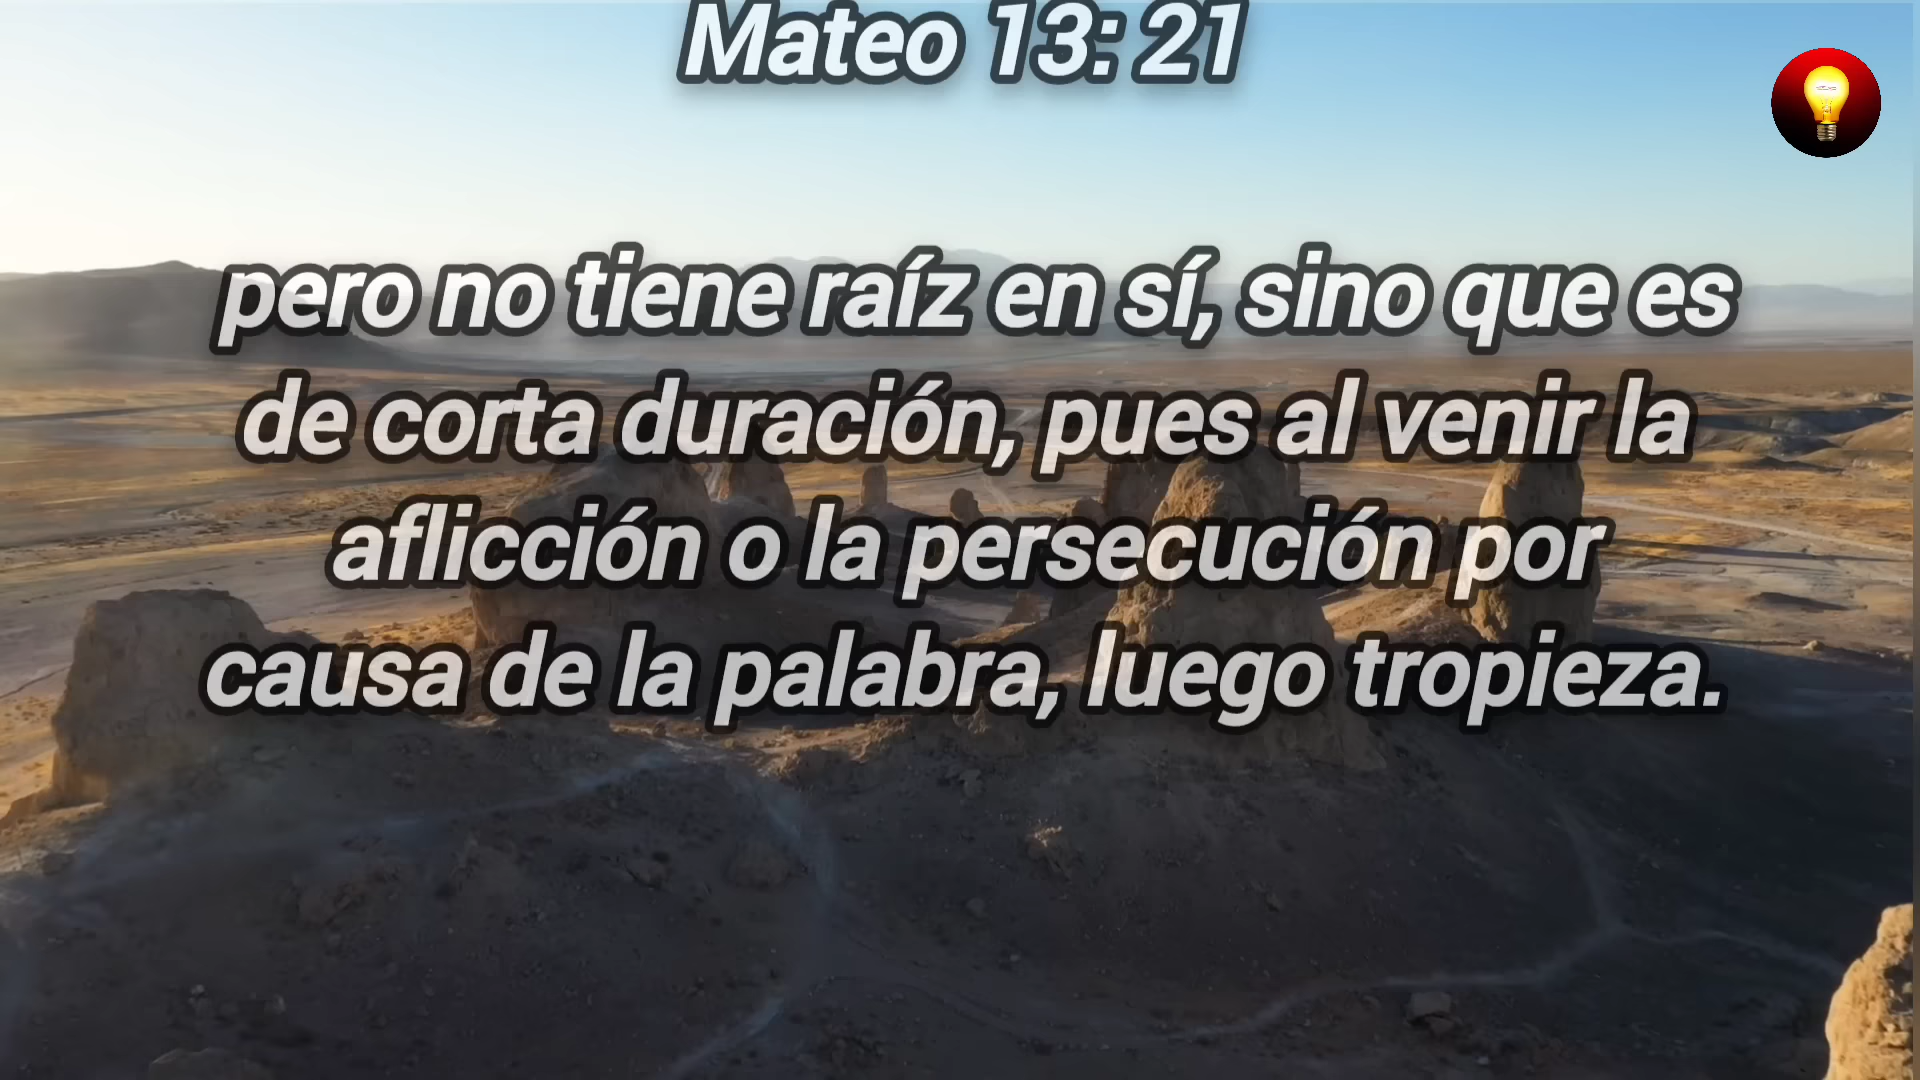 Mateo 13: 21
pero no tiene raíz en sí, sino que es
de corta duración, pues al venir la
aflicción o la persecución por
causa de la palabra, luego tropieza.